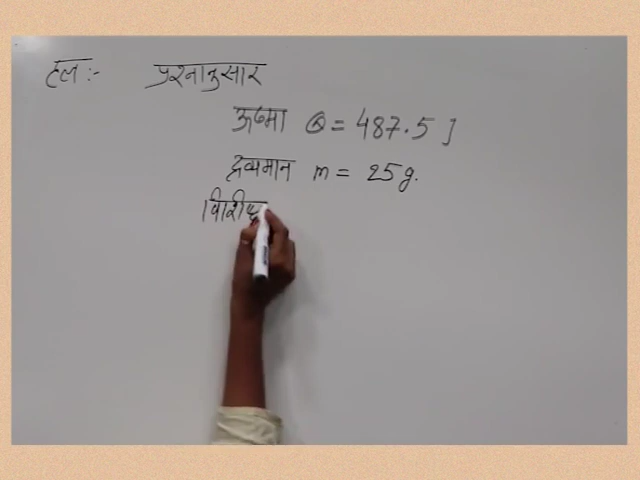 हल :- प्रश्नानुसार
ऊष्मा Q = 487.5 J
द्रव्यमान m = 25g.